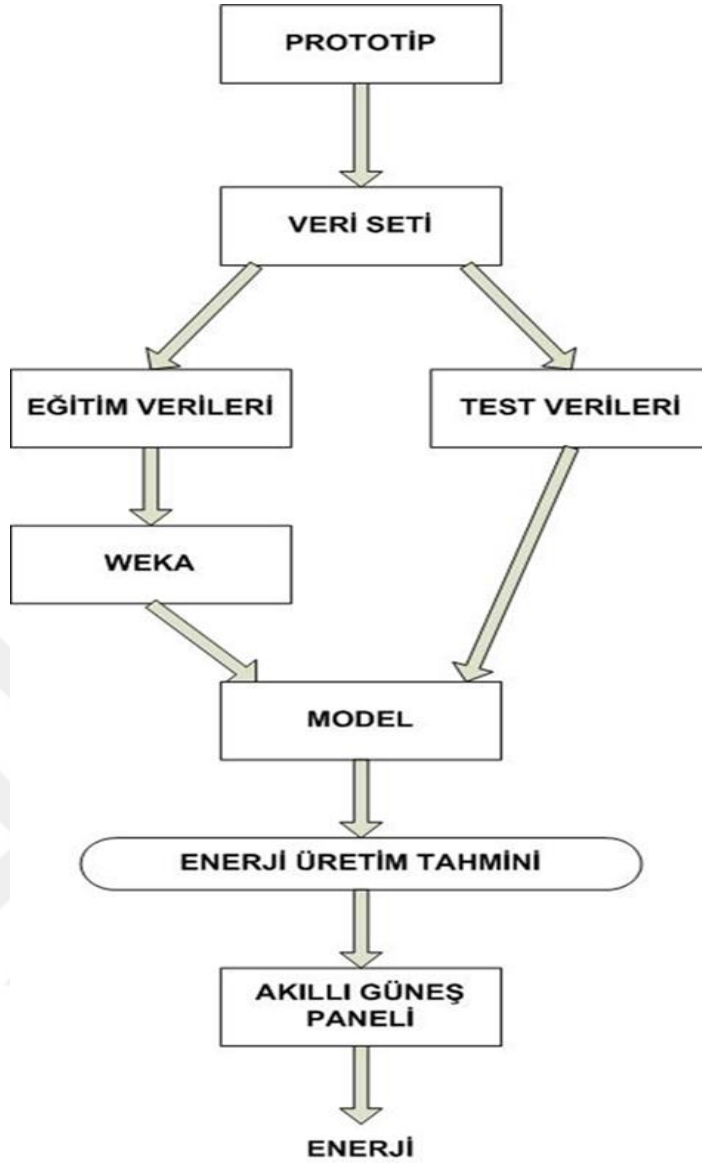 PROTOTİP
VERİ SETİ
EĞİTİM VERİLERİ
TEST VERİLERİ
WEKA
MODEL
ENERJİ ÜRETİM TAHMİNİ
AKILLI GÜNEŞ
PANELİ
ENERJİ